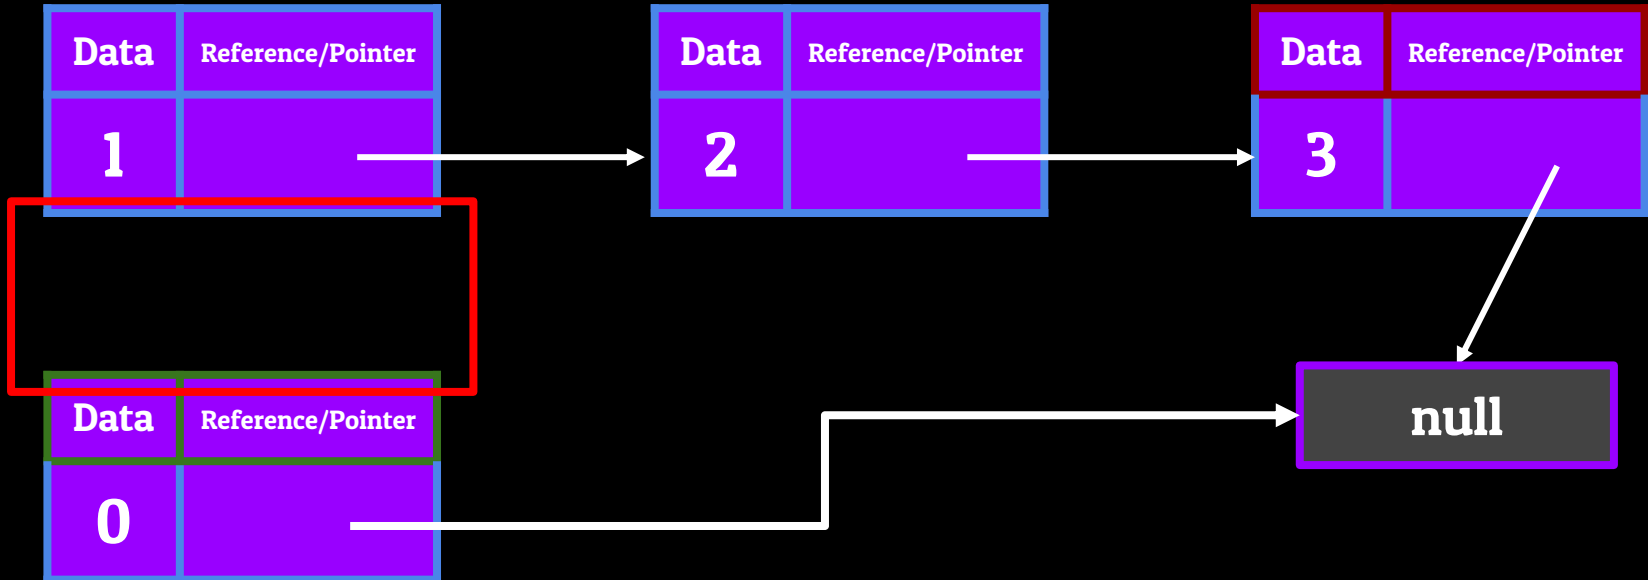 Data Reference/Pointer Data Reference/Pointer Data Reference/Pointer
1 2 3
Data Reference/Pointer null
0